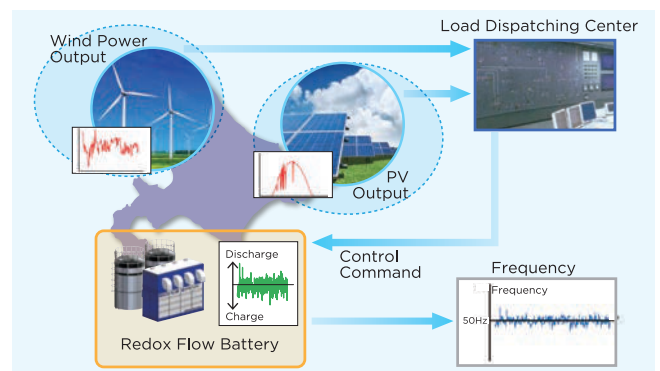 Load Dispatching Center
Wind Power
Output
PV
Output
Control
Command
Discharge
Charge
Redox Flow Battery
Frequency
Frequency
50Hz